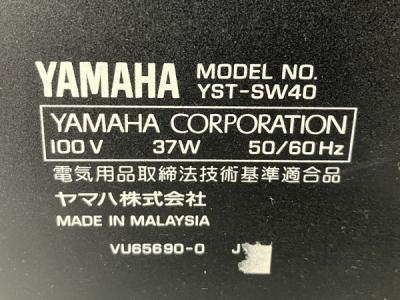 YAMAHA MODEL NO.
YST-SW40
YAMAHA CORPORATION
100 V 37W 50/60 Hz
電気用品取締法技術基準適合品
ヤマハ株式会社
MADE IN MALAYSIA
VU65690-0 J